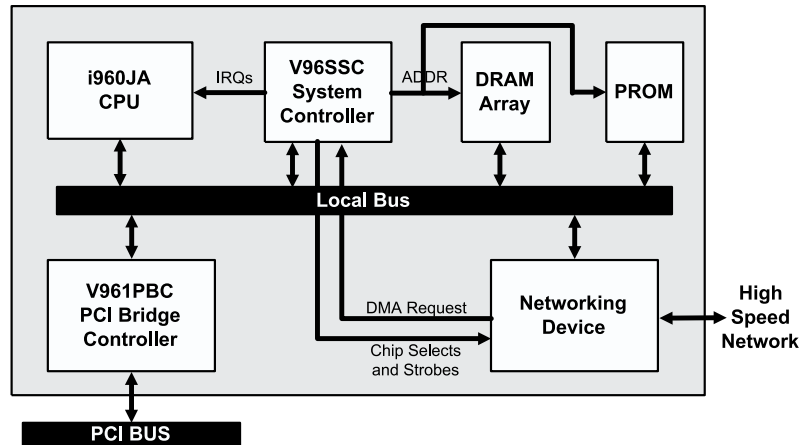 i960JA
CPU
IRQs
V96SSC
System
Controller
ADDR
DRAM
Array
PROM
Local Bus
V961PBC
PCI Bridge
Controller
DMA Request
Chip Selects
and Strobes
Networking
Device
High
Speed
Network
PCI BUS